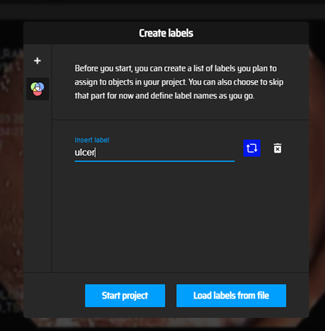 Create labels
Before you start, you can create a list of labels you plan to
assign to objects in your project. You can also choose to skip
that part for now and define label names as you go.
Insert label
ulcer
Start project
Load labels from file